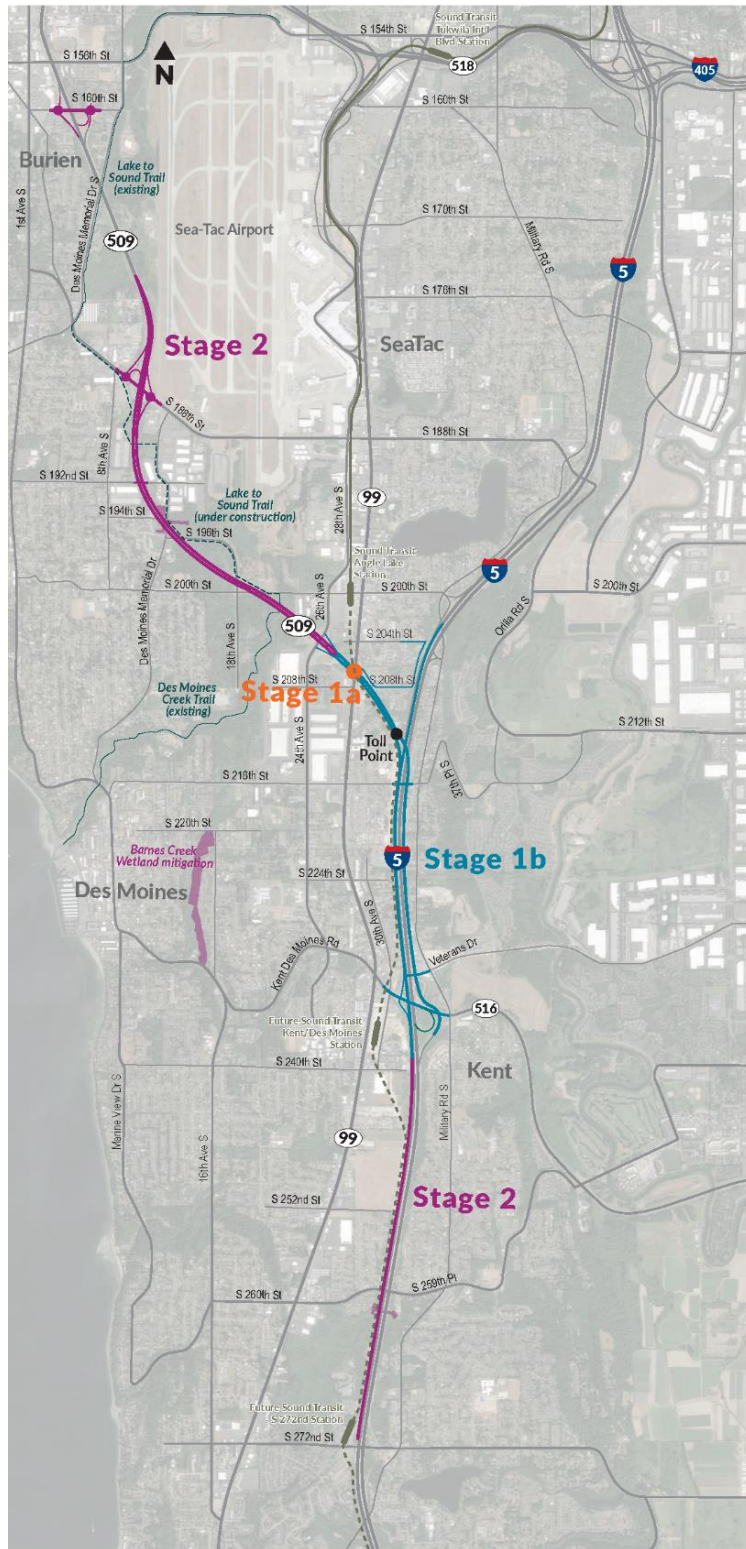 Sound Transit
Tukwila Int'l
Blvd Station
S 154th St
518
405
S 156th St
N
S 160th St
S 160th St
Burien
Lake to
Sound Trail
(existing)
1st Ave S
Des Moines Memorial Dr S
Sea-Tac Airport
S 170th St
Military Rd S
509
5
S 176th St
Stage 2
SeaTac
S 188th St
S 188th St
8th Ave S
S 192nd St
28th Ave S
99
Lake to
Sound Trail
(under construction)
S 194th St
S 196th St
Sound Transit
Angle Lake
Station
5
Des Moines Memorial Dr
S 200th St
18th Ave S
26th Ave S
S 200th St
S 200th St
Orilla Rd S
509
S 204th St
S 208th St
S 208th St
Stage 1a
Des Moines
Creek Trail
(existing)
24th Ave S
Toll
Point
S 212th St
S 216th St
37th Pl S
S 220th St
Barnes Creek
Wetland mitigation
5
Stage 1b
Des Moines
S 224th St
30th Ave S
Kent Des Moines Rd
Veterans Dr
516
Future Sound Transit
Kent/Des Moines
Station
S 240th St
Kent
Marine View Dr S
16th Ave S
99
Military Rd S
Stage 2
S 252nd St
S 259th Pl
S 260th St
Future Sound Transit
S 272nd Station
S 272nd St